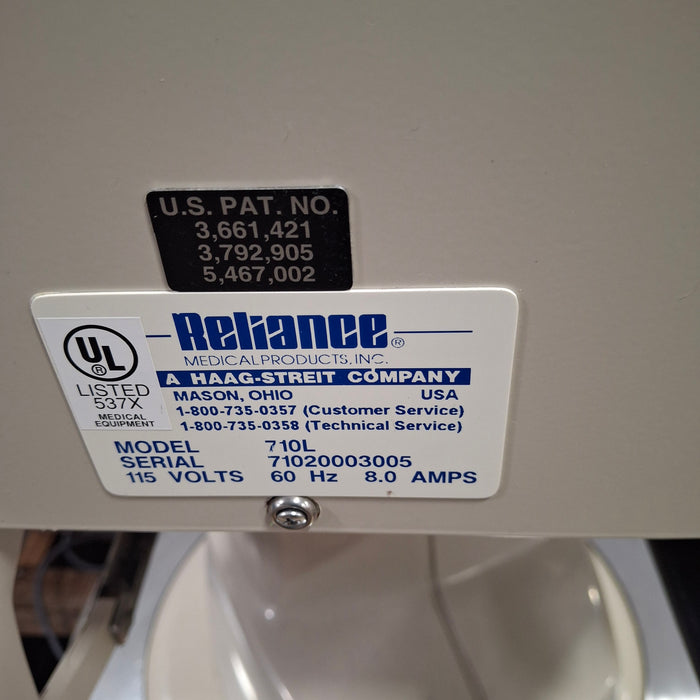 U.S. PAT. NO.
3,661,421
3,792,905
5,467,002
Reliance®
MEDICAL PRODUCTS, INC.
A HAAG-STREIT COMPANY
MASON, OHIO USA
1-800-735-0357 (Customer Service)
1-800-735-0358 (Technical Service)
UL®
LISTED
537X
MEDICAL
EQUIPMENT
MODEL 710L
SERIAL 71020003005
115 VOLTS 60 Hz 8.0 AMPS